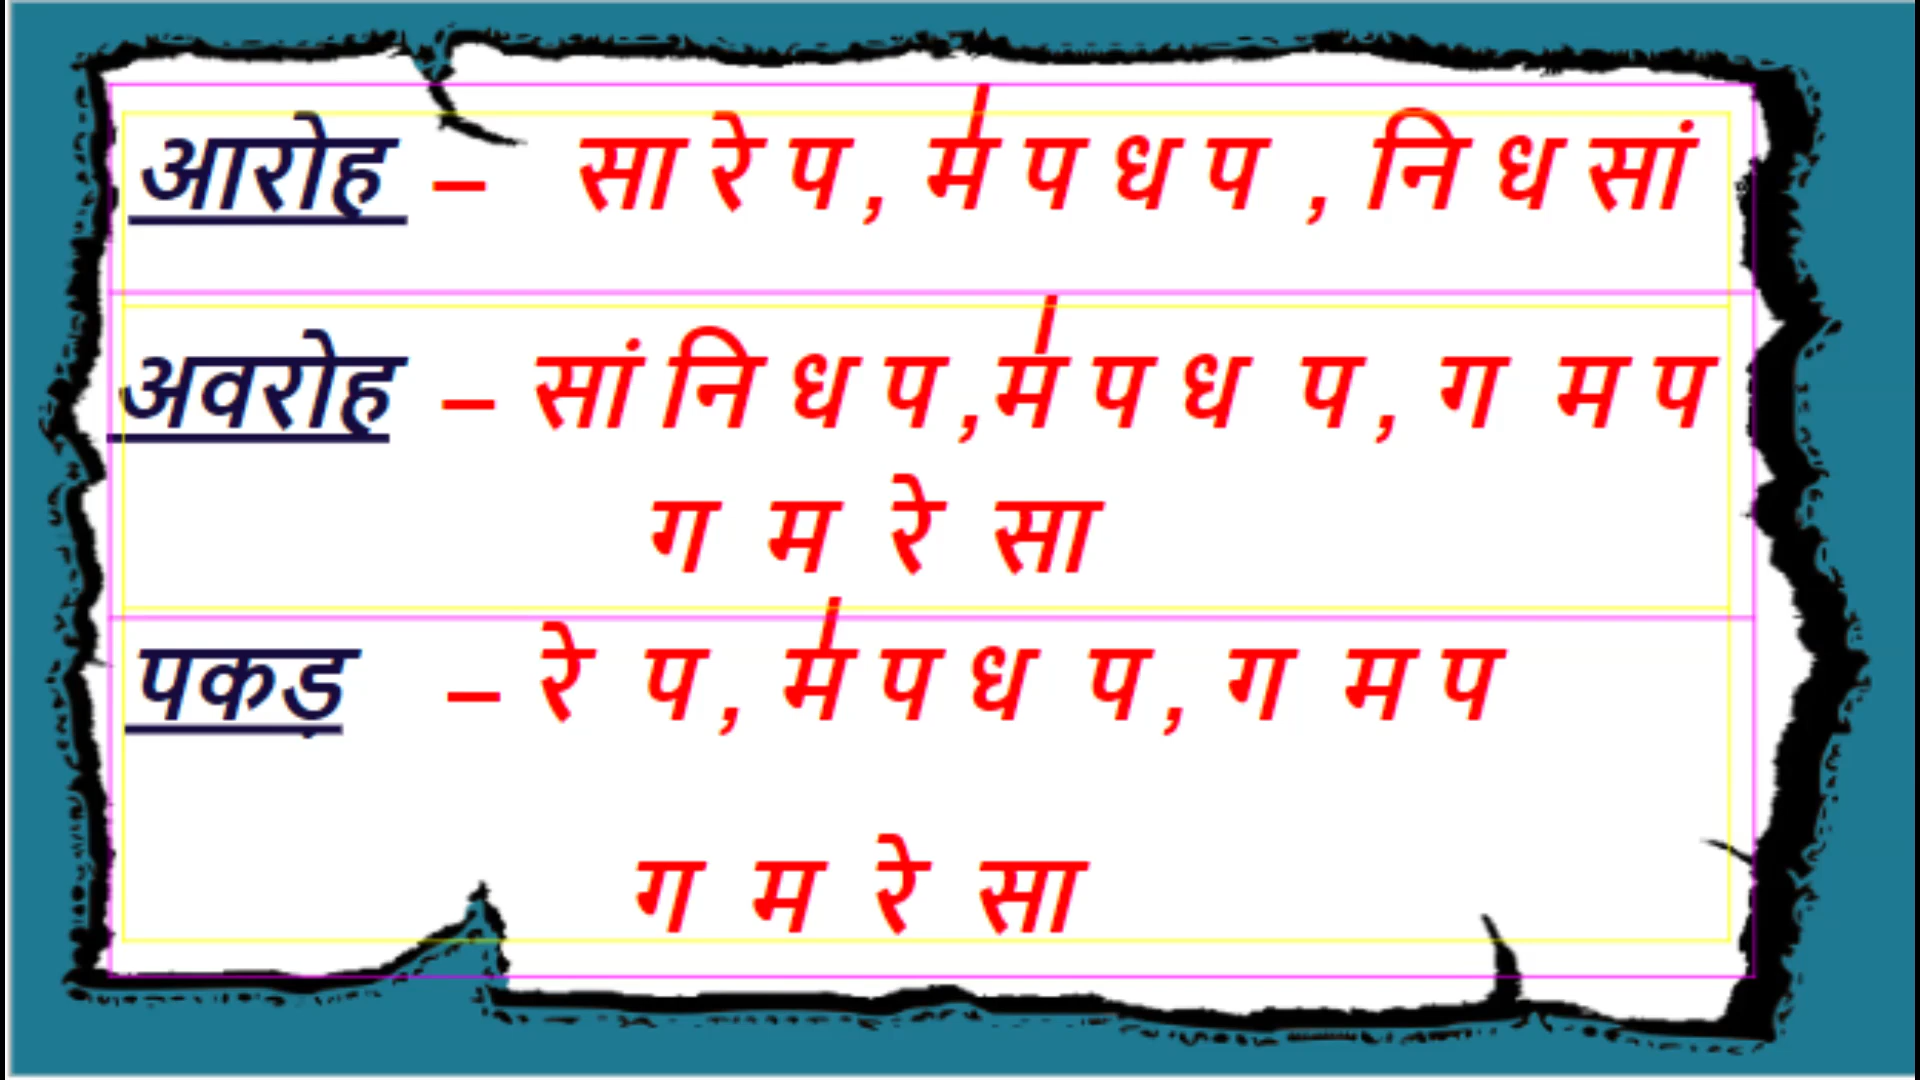 आरोह – सा रे प , म॑ प ध प , नि ध सां
अवरोह – सां नि ध प ,म॑ प ध प , ग म प
ग म रे सा
पकड़ – रे प , म॑ प ध प , ग म प
ग म रे सा